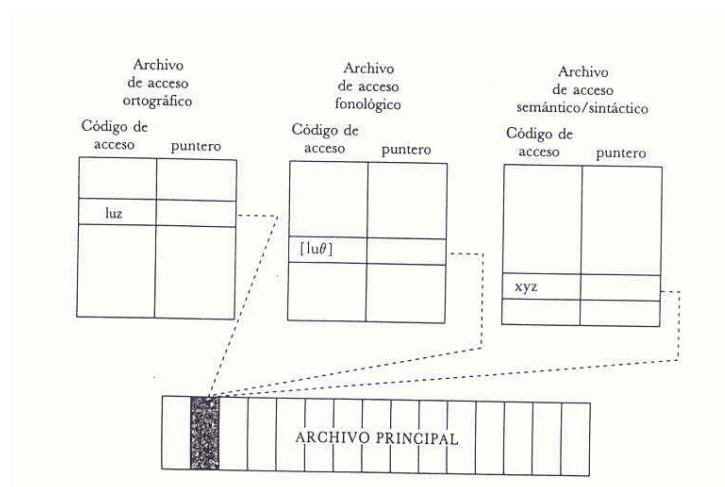 Archivo
de acceso
ortográfico
Código de
acceso puntero
luz
Archivo
de acceso
fonológico
Código de
acceso puntero
[luθ]
Archivo
de acceso
semántico/sintáctico
Código de
acceso puntero
xyz
ARCHIVO PRINCIPAL